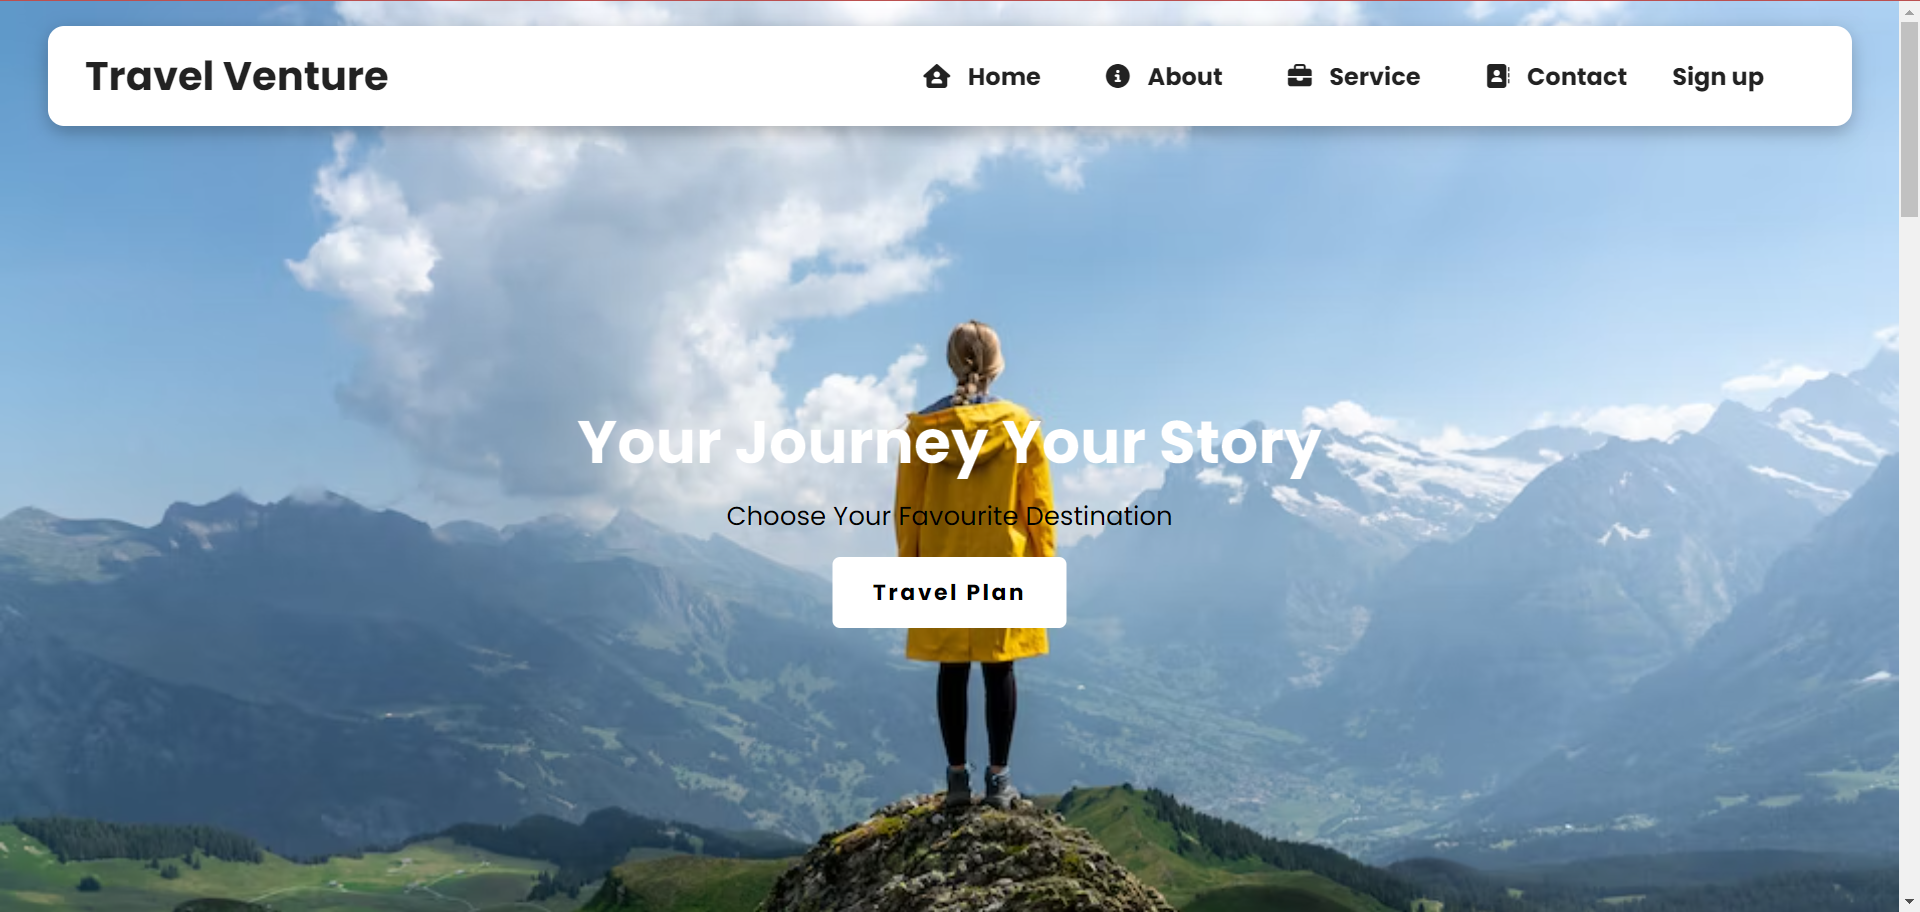 Travel Venture
Home About Service Contact Sign up
Your Journey Your Story
Choose Your Favourite Destination
Travel Plan